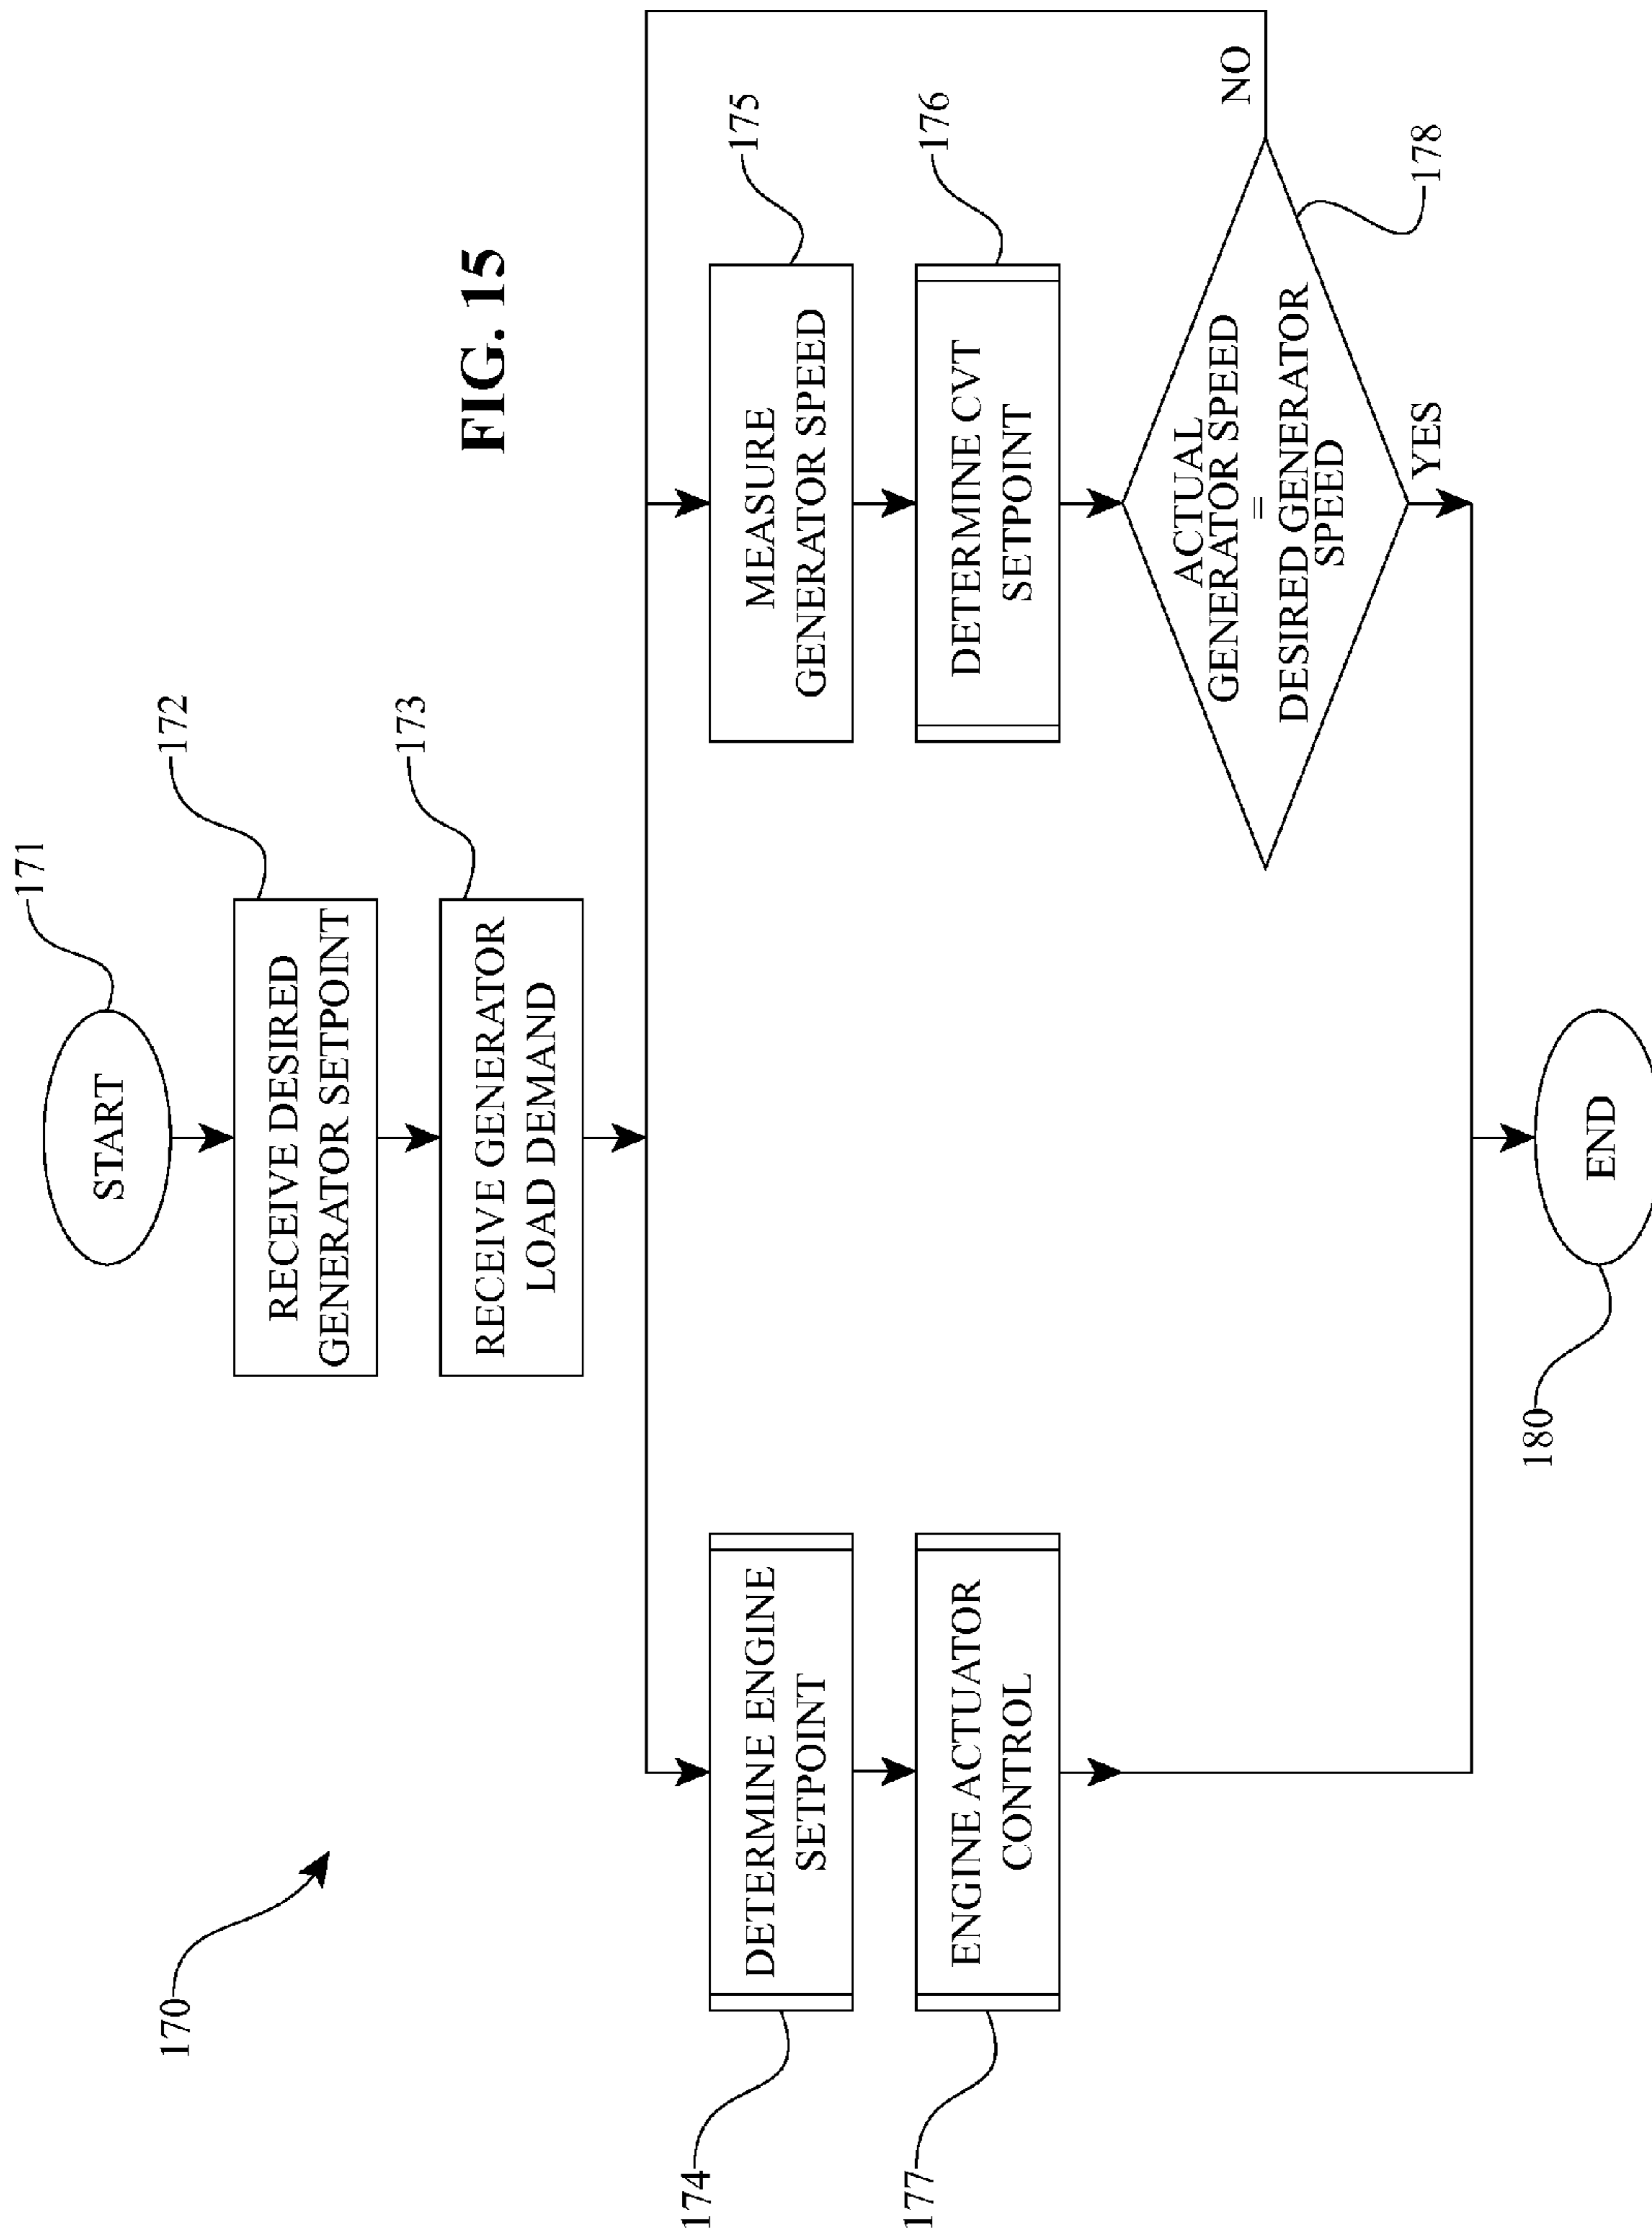 170
START
171
RECEIVE DESIRED
GENERATOR SETPOINT
172
RECEIVE GENERATOR
LOAD DEMAND
173
FIG. 15
DETERMINE ENGINE
SETPOINT
174
ENGINE ACTUATOR
CONTROL
177
MEASURE
GENERATOR SPEED
175
DETERMINE CVT
SETPOINT
176
ACTUAL
GENERATOR SPEED
=
DESIRED GENERATOR
SPEED
NO
178
YES
END
180